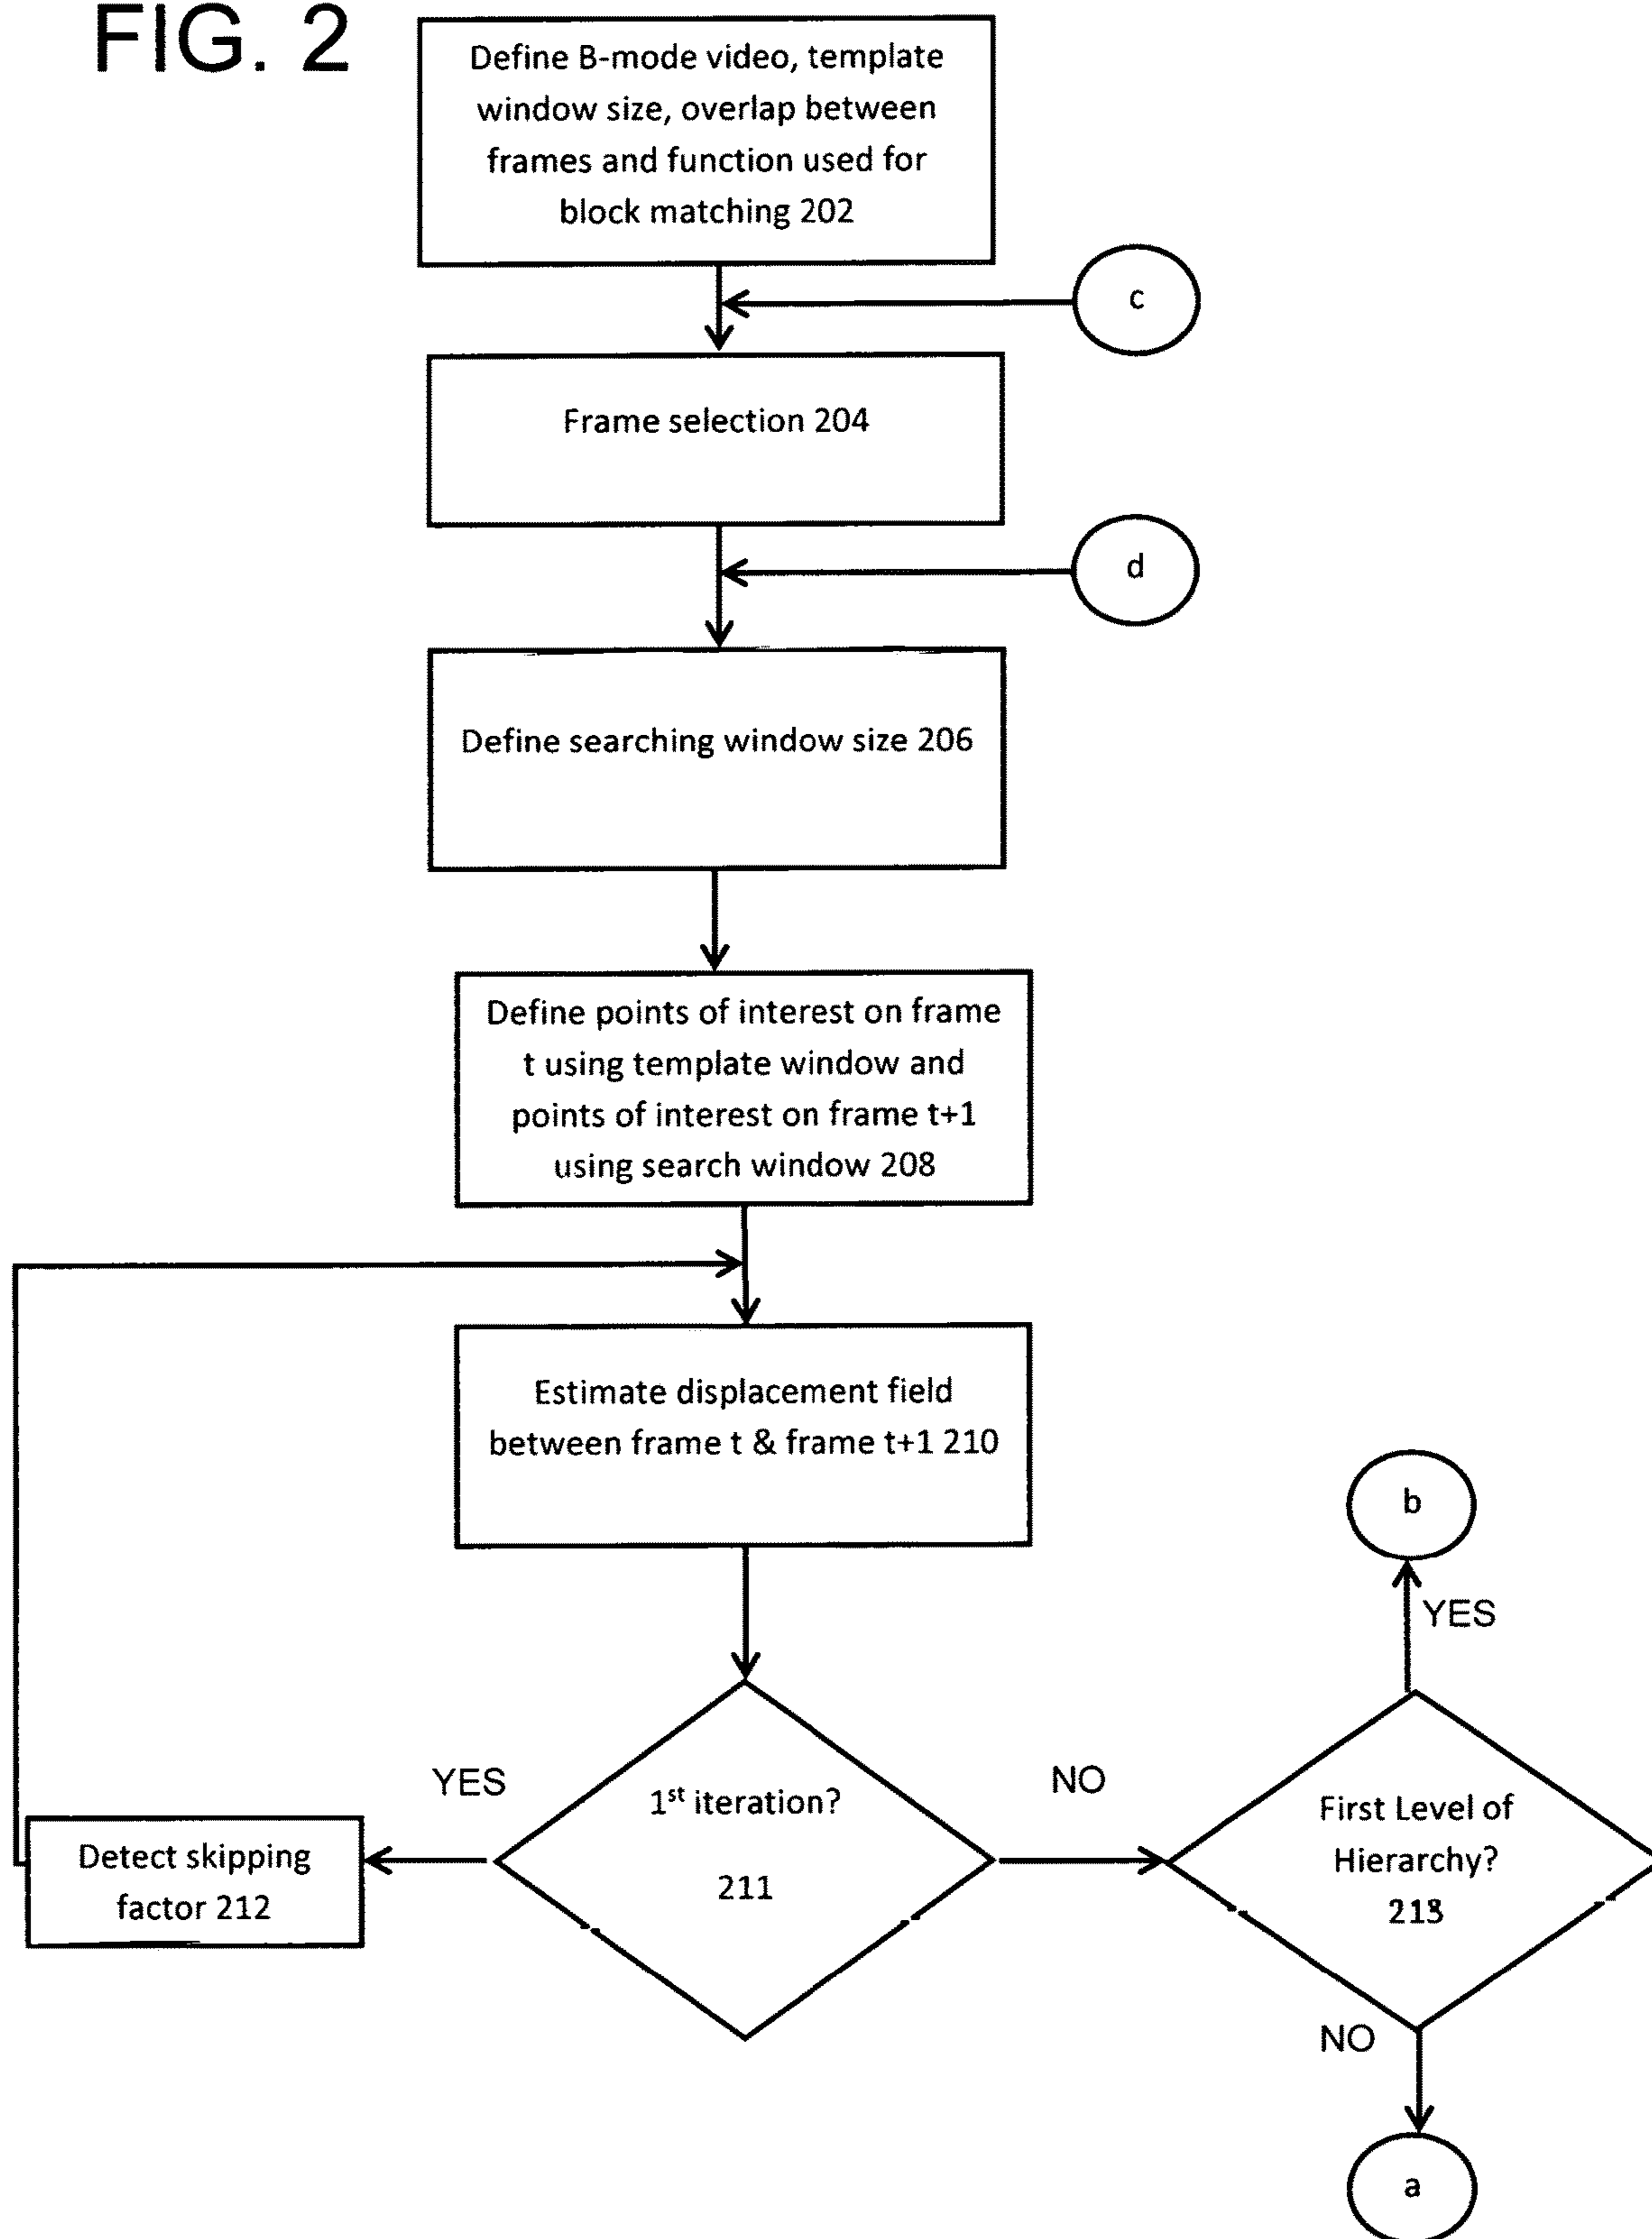 FIG. 2
Define B-mode video, template
window size, overlap between
frames and function used for
block matching 202
c
Frame selection 204
d
Define searching window size 206
Define points of interest on frame
t using template window and
points of interest on frame t+1
using search window 208
Estimate displacement field
between frame t & frame t+1 210
b
YES
YES
1st iteration?
211
NO
First Level of
Hierarchy?
213
Detect skipping
factor 212
NO
a